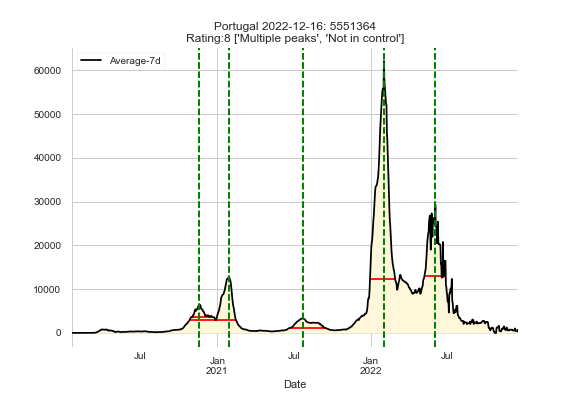 Portugal 2022-12-16: 5551364
Rating:8 ['Multiple peaks', 'Not in control']
Average-7d
60000
50000
40000
30000
20000
10000
0
Jul
Jan
2021
Jul
Jan
2022
Jul
Date